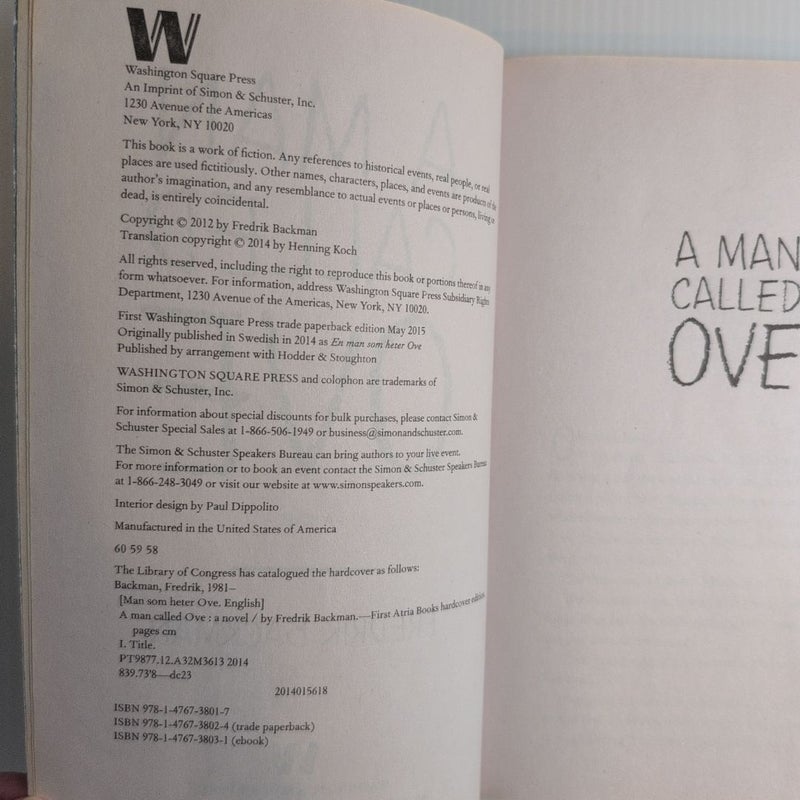 W
Washington Square Press
An Imprint of Simon & Schuster, Inc.
1230 Avenue of the Americas
New York, NY 10020
This book is a work of fiction. Any references to historical events, real people, or real
places are used fictitiously. Other names, characters, places, and events are products of the
author's imagination, and any resemblance to actual events or places or persons, living or
dead, is entirely coincidental.
Copyright © 2012 by Fredrik Backman
Translation copyright © 2014 by Henning Koch
All rights reserved, including the right to reproduce this book or portions thereof in any
form whatsoever. For information, address Washington Square Press Subsidiary Rights
Department, 1230 Avenue of the Americas, New York, NY 10020.
First Washington Square Press trade paperback edition May 2015
Originally published in Swedish in 2014 as En man som heter Ove
Published by arrangement with Hodder & Stoughton
WASHINGTON SQUARE PRESS and colophon are trademarks of
Simon & Schuster, Inc.
For information about special discounts for bulk purchases, please contact Simon &
Schuster Special Sales at 1-866-506-1949 or business@simonandschuster.com.
The Simon & Schuster Speakers Bureau can bring authors to your live event.
For more information or to book an event contact the Simon & Schuster Speakers Bureau
at 1-866-248-3049 or visit our website at www.simonspeakers.com.
Interior design by Paul Dippolito
Manufactured in the United States of America
60 59 58
The Library of Congress has catalogued the hardcover as follows:
Backman, Fredrik, 1981–
[Man som heter Ove. English]
A man called Ove : a novel / by Fredrik Backman.—First Atria Books hardcover edition.
pages cm
I. Title.
PT9877.12.A32M3613 2014
839.73'8—dc23
2014015618
ISBN 978-1-4767-3801-7
ISBN 978-1-4767-3802-4 (trade paperback)
ISBN 978-1-4767-3803-1 (ebook)
A MAN
CALLED
OVE